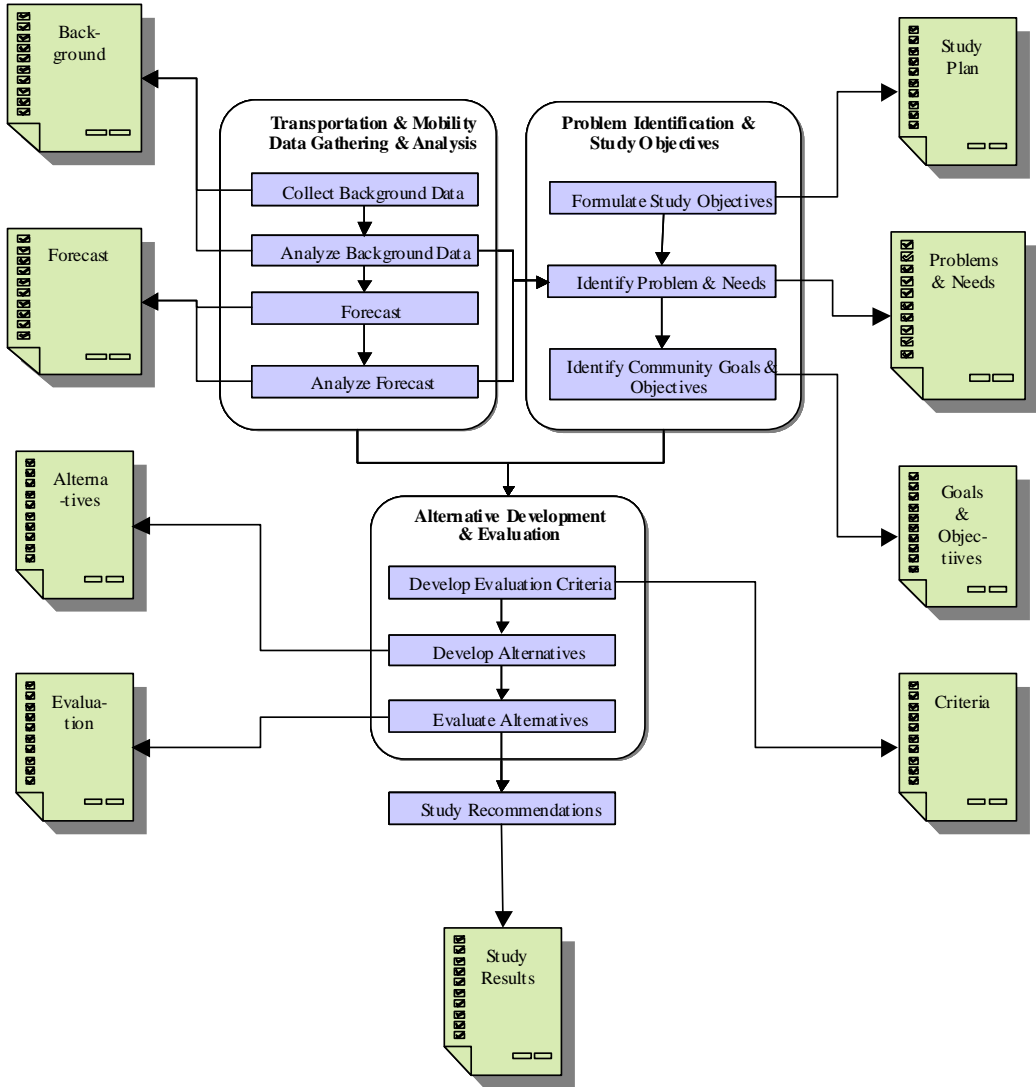 Back-
ground
Study
Plan
Transportation & Mobility
Data Gathering & Analysis
Collect Background Data
Analyze Background Data
Forecast
Analyze Forecast
Problem Identification &
Study Objectives
Formulate Study Objectives
Identify Problem & Needs
Identify Community Goals &
Objectives
Forecast
Problems
& Needs
Alterna
-tives
Goals
&
Objec-
tiives
Alternative Development
& Evaluation
Develop Evaluation Criteria
Develop Alternatives
Evaluate Alternatives
Evalua-
tion
Criteria
Study Recommendations
Study
Results